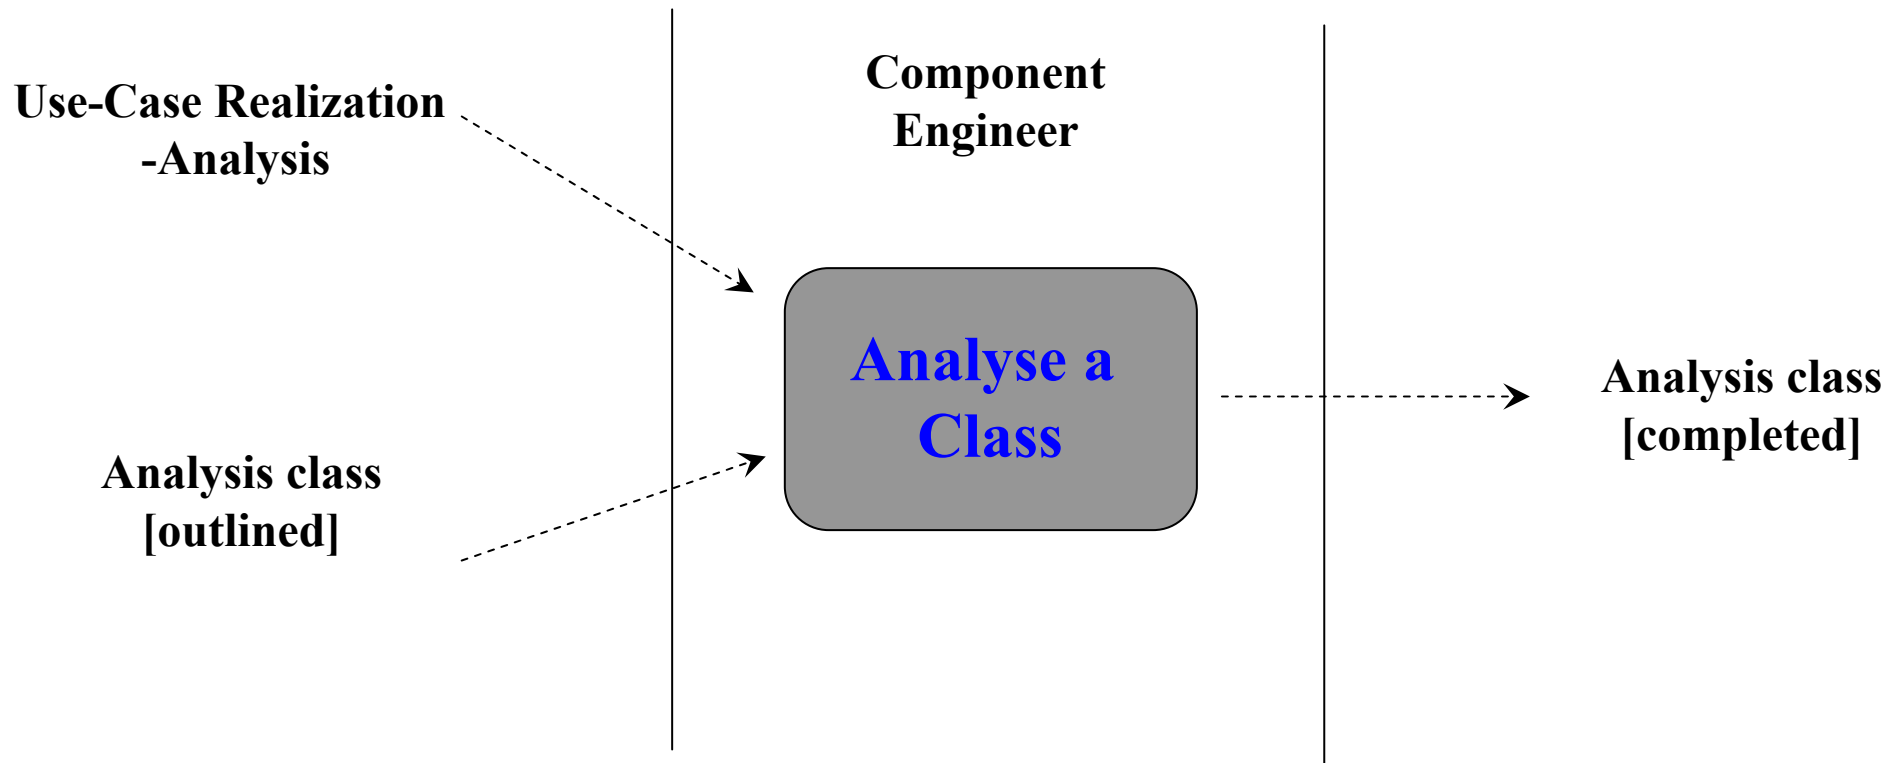 Use-Case Realization
-Analysis
Analysis class
[outlined]
Component
Engineer
Analyse a
Class
Analysis class
[completed]